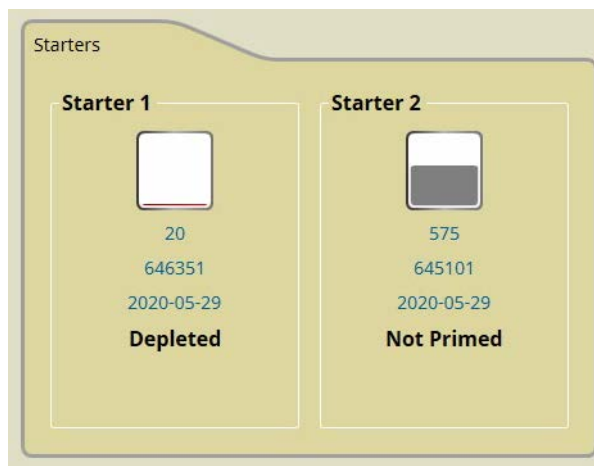 Starters
Starter 1
20
646351
2020-05-29
Depleted
Starter 2
575
645101
2020-05-29
Not Primed